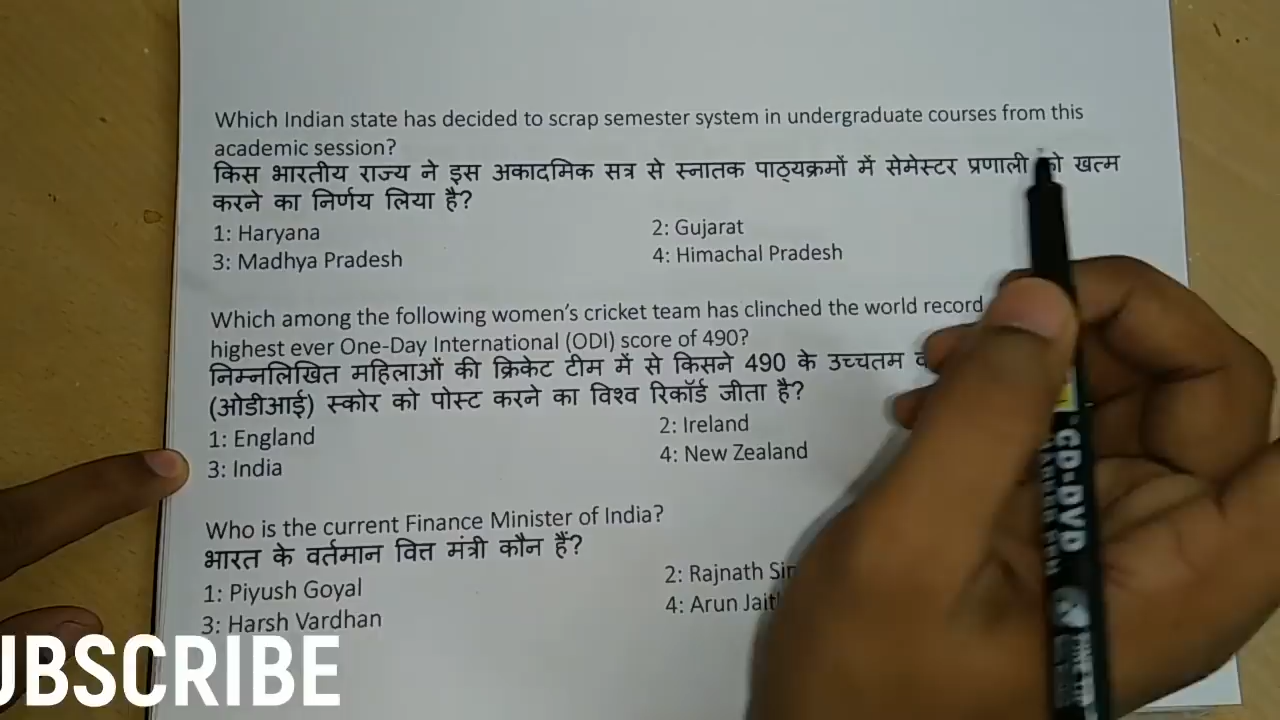 Which Indian state has decided to scrap semester system in undergraduate courses from this
academic session?
किस भारतीय राज्य ने इस अकादमिक सत्र से स्नातक पाठ्यक्रमों में सेमेस्टर प्रणाली को खत्म
करने का निर्णय लिया है?
1: Haryana 2: Gujarat
3: Madhya Pradesh 4: Himachal Pradesh
Which among the following women's cricket team has clinched the world record
highest ever One-Day International (ODI) score of 490?
निम्नलिखित महिलाओं की क्रिकेट टीम में से किसने 490 के उच्चतम
(ओडीआई) स्कोर को पोस्ट करने का विश्व रिकॉर्ड जीता है?
1: England 2: Ireland
3: India 4: New Zealand
Who is the current Finance Minister of India?
भारत के वर्तमान वित्त मंत्री कौन हैं?
1: Piyush Goyal 2: Rajnath
3: Harsh Vardhan 4: Arun
UBSCRIBE
CD-DVD